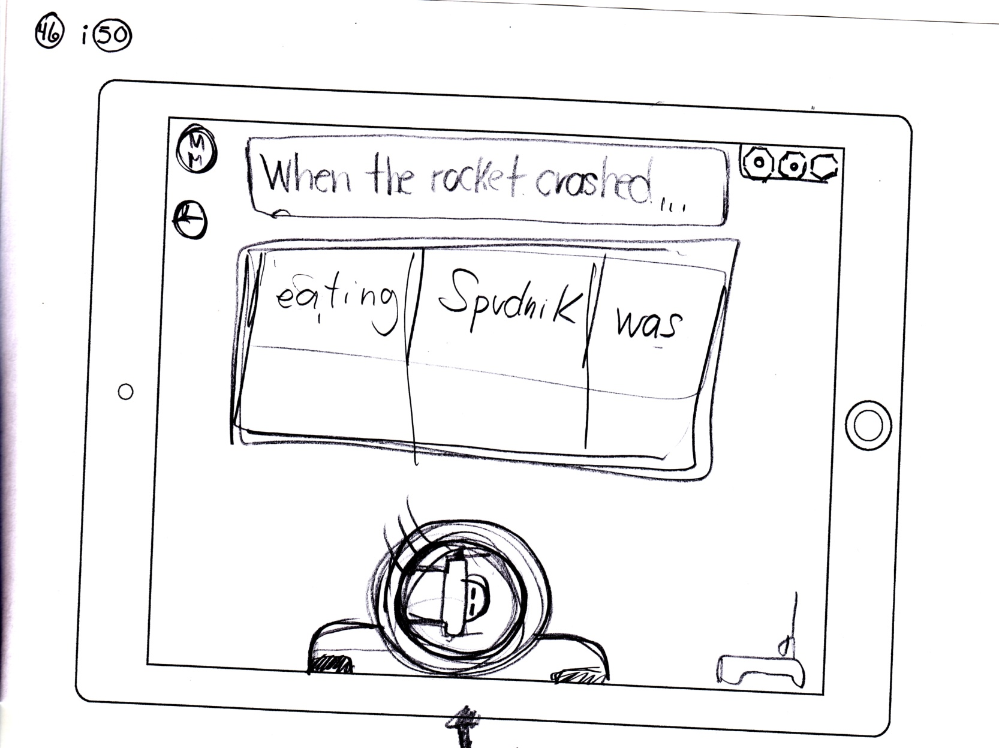 46 i 50
M
M
When the rocket crashed...
eating Spudnik was